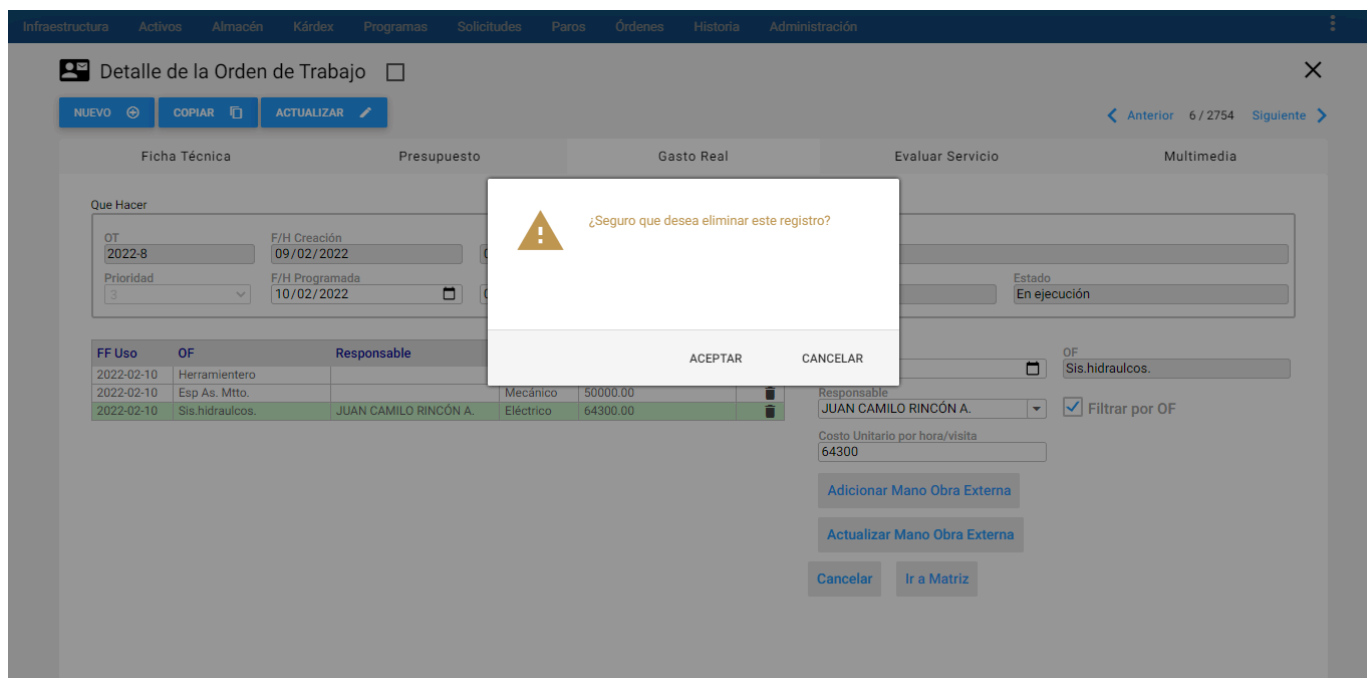 Infraestructura Activos Almacén Kárdex Programas Solicitudes Paros Órdenes Historia Administración
Detalle de la Orden de Trabajo
NUEVO COPIAR ACTUALIZAR
Anterior 6 / 2754 Siguiente
Ficha Técnica Presupuesto Gasto Real Evaluar Servicio Multimedia
¿Seguro que desea eliminar este registro?
ACEPTAR CANCELAR
Que Hacer
OT F/H Creación
2022-8 09/02/2022
Prioridad F/H Programada Estado
3 10/02/2022 En ejecución
FF Uso OF Responsable
2022-02-10 Herramientero
2022-02-10 Esp As. Mtto. Mecánico 50000.00
2022-02-10 Sis.hidraulcos. JUAN CAMILO RINCÓN A. Eléctrico 64300.00
OF
Sis.hidraulcos.
Responsable
JUAN CAMILO RINCÓN A. Filtrar por OF
Costo Unitario por hora/visita
64300
Adicionar Mano Obra Externa
Actualizar Mano Obra Externa
Cancelar Ir a Matriz